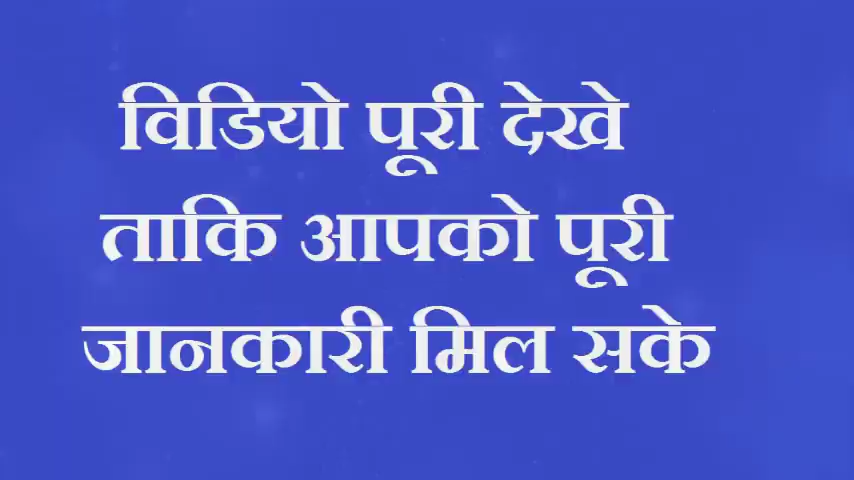 विडियो पूरी देखे
ताकि आपको पूरी
जानकारी मिल सके